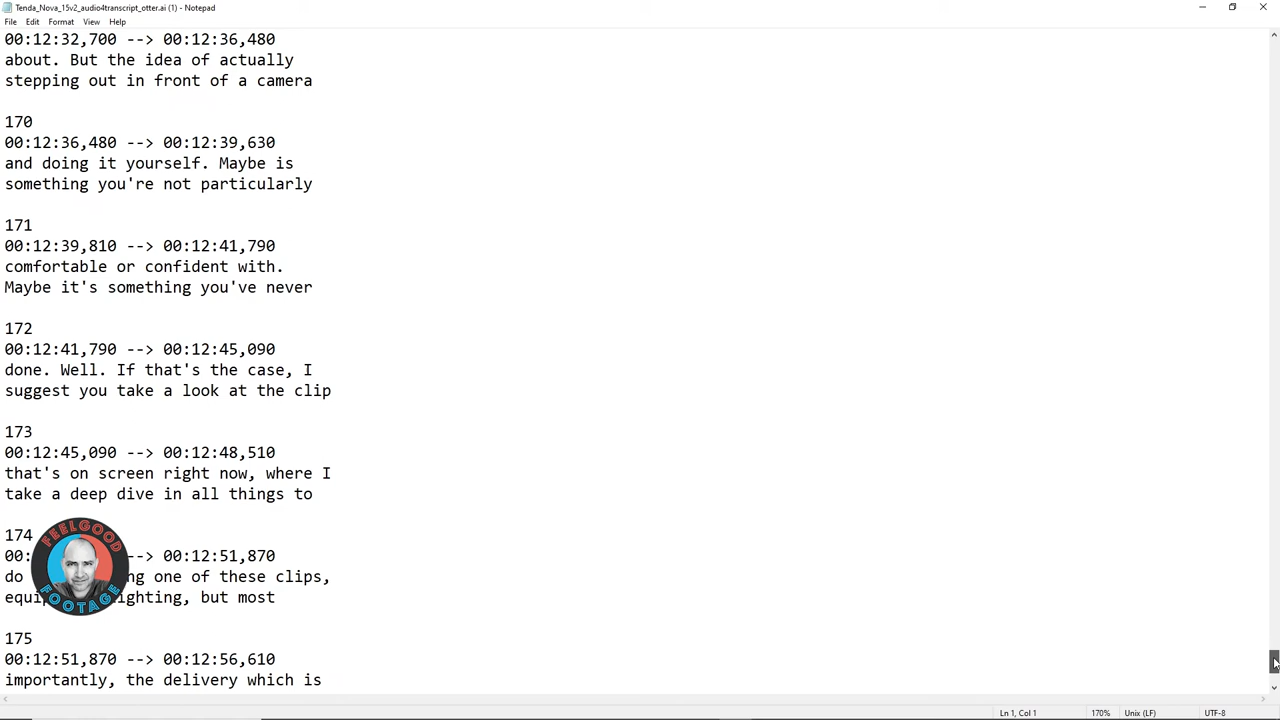 Tenda_Nova_15v2_audio4transcript_otter.ai (1) - Notepad
File Edit Format View Help
00:12:32,700 --> 00:12:36,480
about. But the idea of actually
stepping out in front of a camera
170
00:12:36,480 --> 00:12:39,630
and doing it yourself. Maybe is
something you're not particularly
171
00:12:39,810 --> 00:12:41,790
comfortable or confident with.
Maybe it's something you've never
172
00:12:41,790 --> 00:12:45,090
done. Well. If that's the case, I
suggest you take a look at the clip
173
00:12:45,090 --> 00:12:48,510
that's on screen right now, where I
take a deep dive in all things to
174
--> 00:12:51,870
do one of these clips,
but most
FEELGOOD
FOOTAGE
175
00:12:51,870 --> 00:12:56,610
importantly, the delivery which is
Ln 1, Col 1 170% Unix (LF) UTF-8